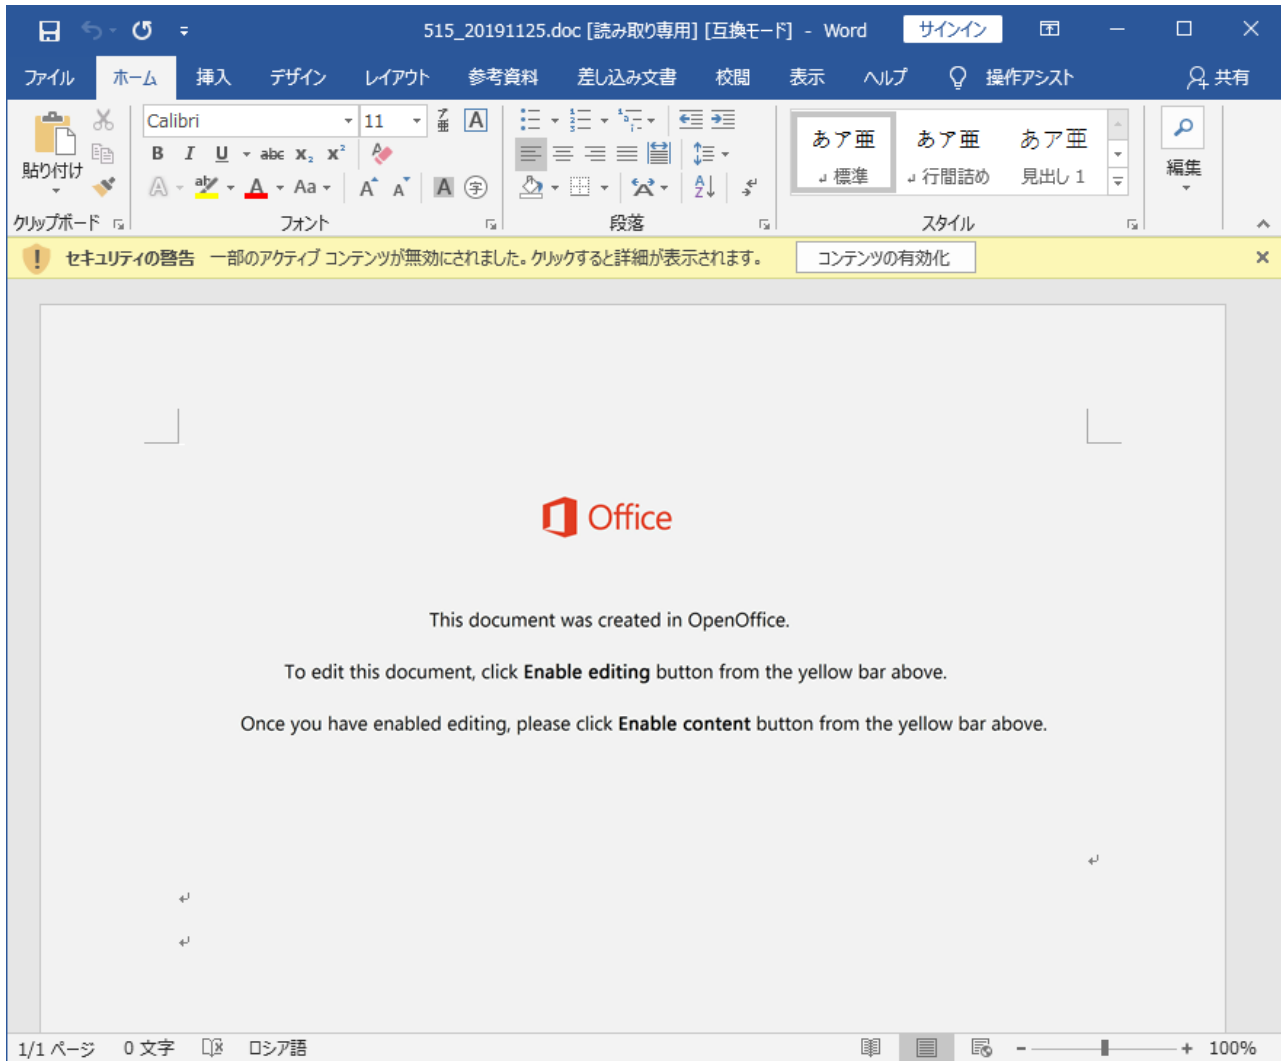 515_20191125.doc [読み取り専用] [互換モード] - Word サインイン
ファイル ホーム 挿入 デザイン レイアウト 参考資料 差し込み文書 校閲 表示 ヘルプ 操作アシスト 共有
貼り付け
クリップボード
Calibri 11
B I U abc x₂ x² A
ab A Aa A A A 字
フォント
段落
あア亜 あア亜 あア亜
標準 行間詰め 見出し 1
スタイル
編集
セキュリティの警告 一部のアクティブ コンテンツが無効にされました。クリックすると詳細が表示されます。 コンテンツの有効化
Office
This document was created in OpenOffice.
To edit this document, click Enable editing button from the yellow bar above.
Once you have enabled editing, please click Enable content button from the yellow bar above.
1/1 ページ 0 文字 ロシア語 100%